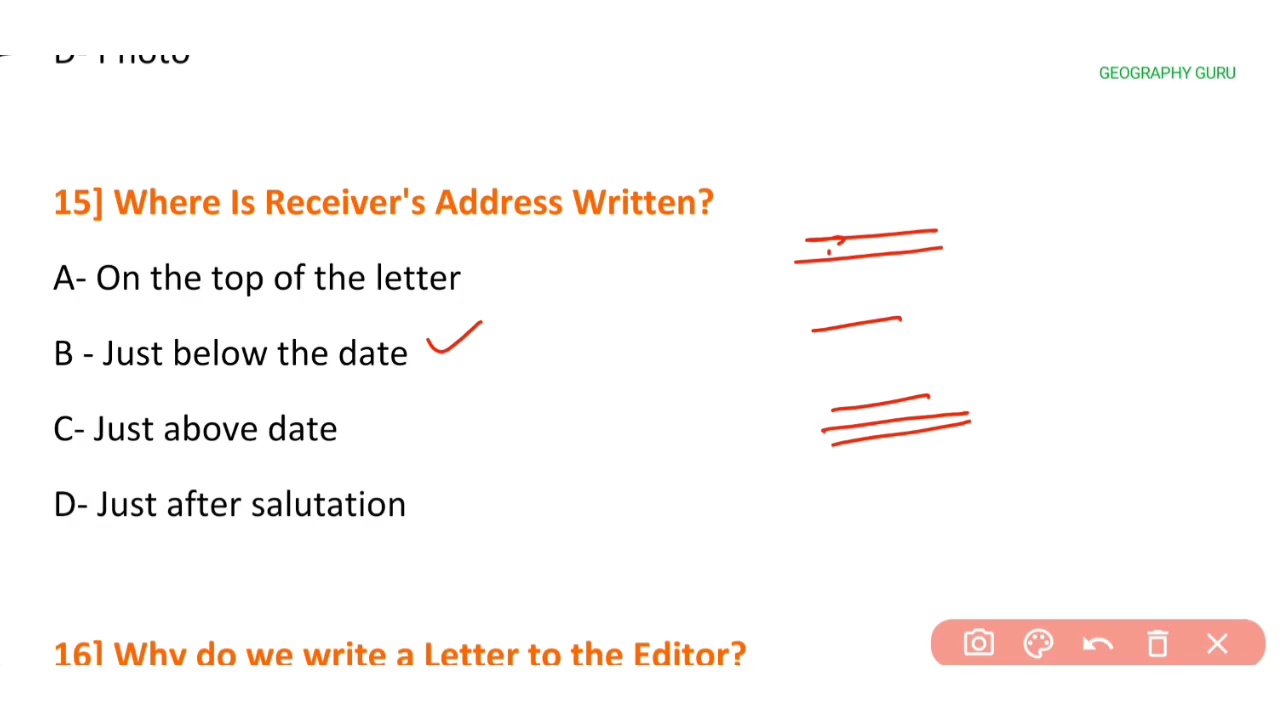 D- Photo
GEOGRAPHY GURU
15] Where Is Receiver's Address Written?
A- On the top of the letter
B - Just below the date
C- Just above date
D- Just after salutation
16] Why do we write a Letter to the Editor?